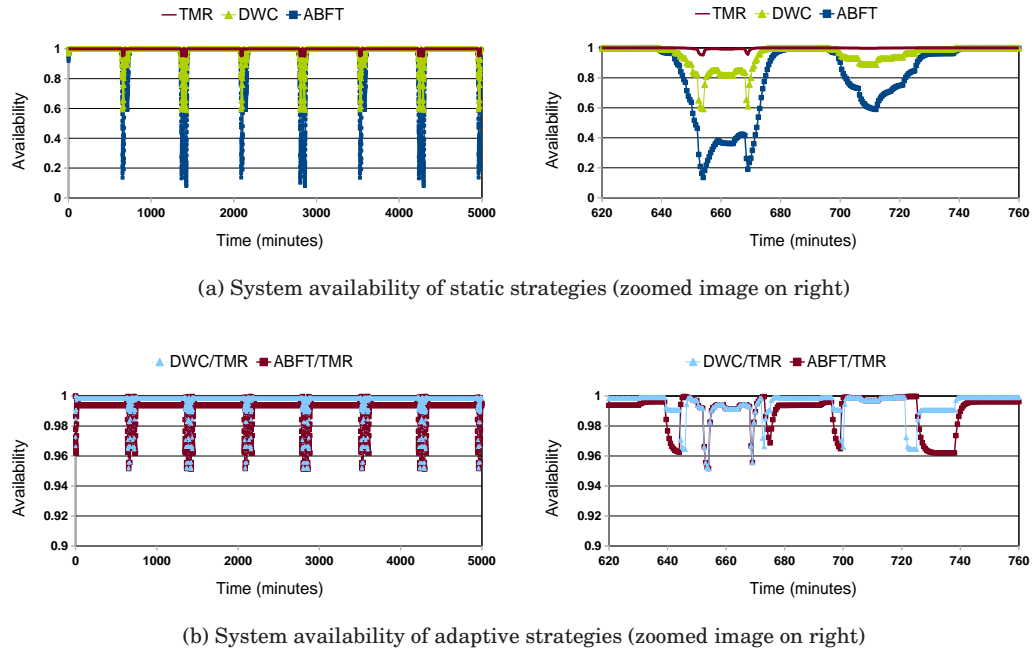 TMR DWC ABFT
TMR DWC ABFT
Availability
1
0.8
0.6
0.4
0.2
0
0 1000 2000 3000 4000 5000
Time (minutes)
Availability
1
0.8
0.6
0.4
0.2
0
620 640 660 680 700 720 740 760
Time (minutes)
(a) System availability of static strategies (zoomed image on right)
DWC/TMR ABFT/TMR
DWC/TMR ABFT/TMR
Availability
1
0.98
0.96
0.94
0.92
0.9
0 1000 2000 3000 4000 5000
Time (minutes)
Availability
1
0.98
0.96
0.94
0.92
0.9
620 640 660 680 700 720 740 760
Time (minutes)
(b) System availability of adaptive strategies (zoomed image on right)